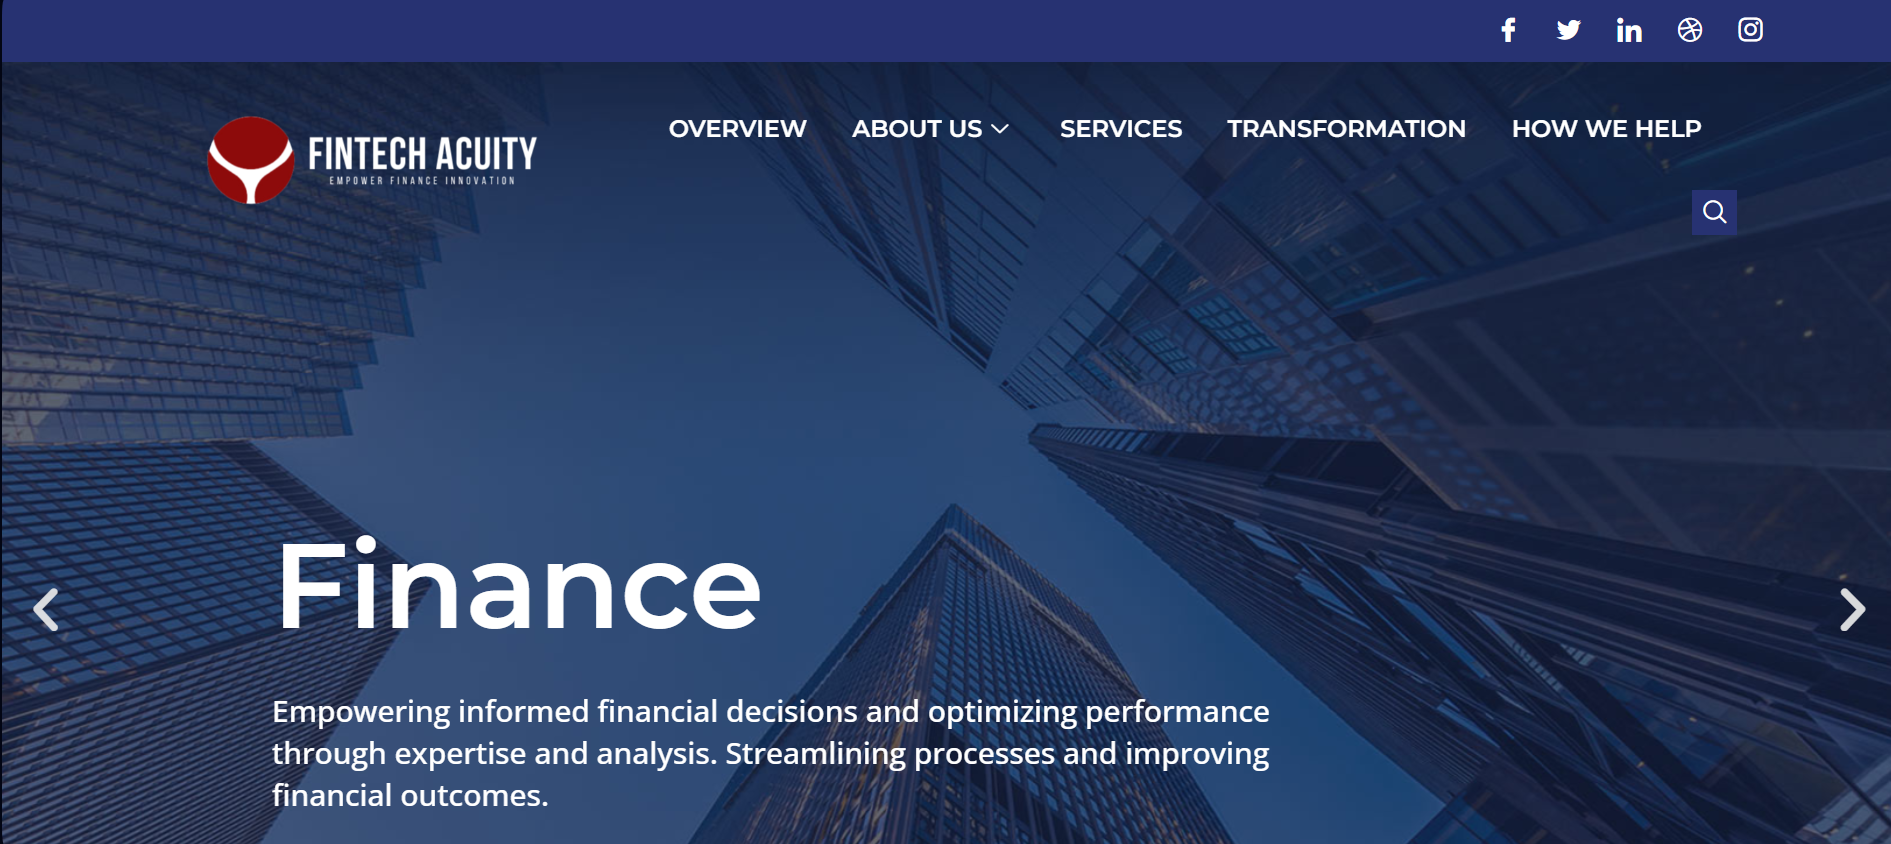 FINTECH ACUITY
EMPOWER FINANCE INNOVATION
OVERVIEW ABOUT US SERVICES TRANSFORMATION HOW WE HELP
Finance
Empowering informed financial decisions and optimizing performance
through expertise and analysis. Streamlining processes and improving
financial outcomes.